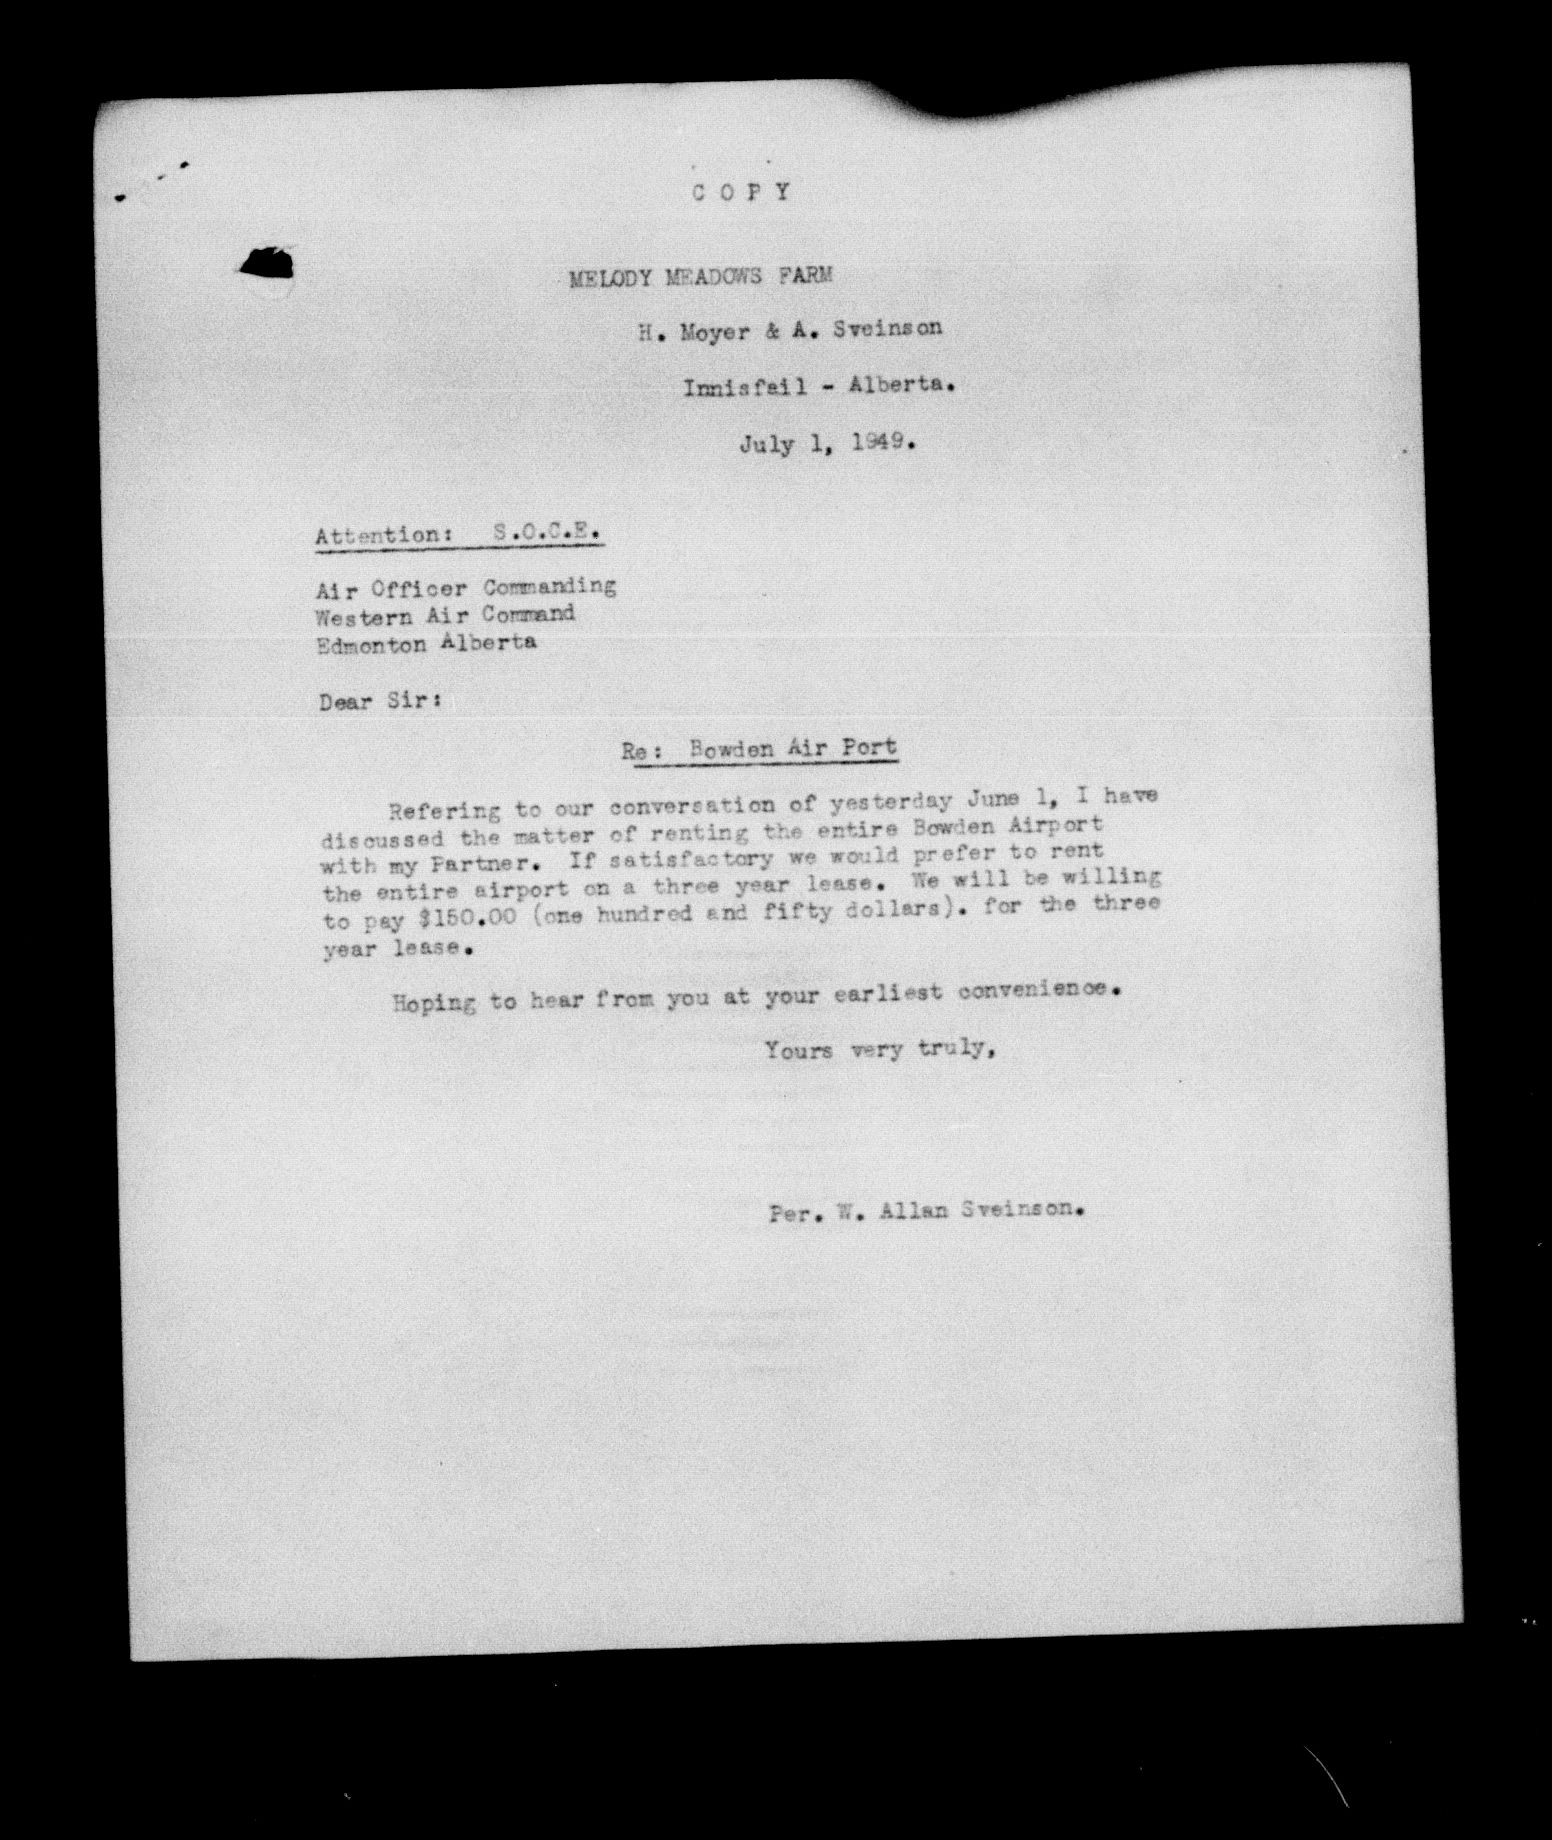 C O P Y
MELODY MEADOWS FARM
H. Moyer & A. Sveinson
Innisfail - Alberta.
July 1, 1949.
Attention: S.O.C.E.
Air Officer Commanding
Western Air Command
Edmonton Alberta
Dear Sir:
Re: Bowden Air Port
Refering to our conversation of yesterday June 1, I have
discussed the matter of renting the entire Bowden Airport
with my Partner. If satisfactory we would prefer to rent
the entire airport on a three year lease. We will be willing
to pay $150.00 (one hundred and fifty dollars). for the three
year lease.
Hoping to hear from you at your earliest convenience.
Yours very truly,
Per. W. Allan Sveinson.